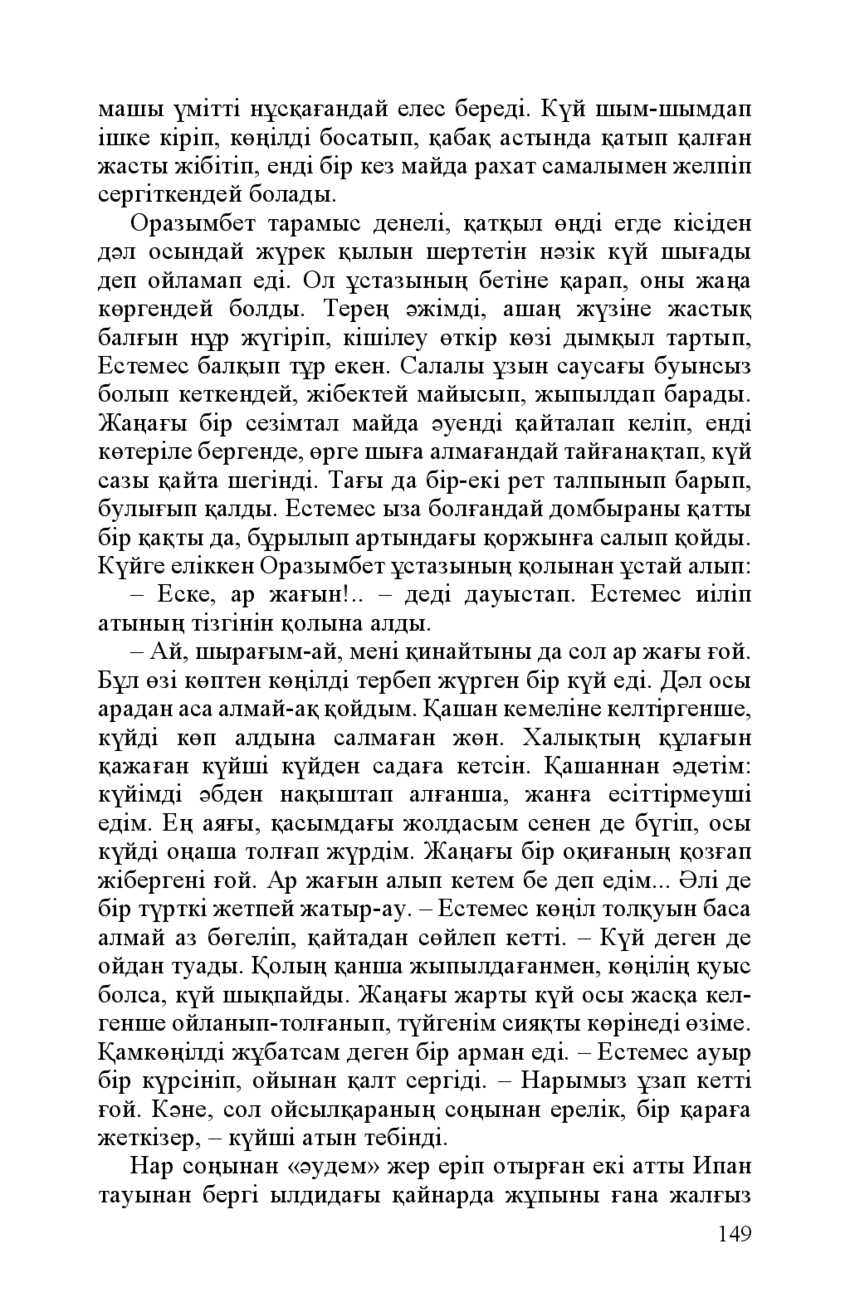 машы үмітті нұсқағандай елес береді. Күй шым-шымдап
ішке кіріп, көңілді босатып, қабақ астында қатып қалған
жасты жібітіп, енді бір кез майда рахат самалымен желпіп
сергіткендей болады.
Оразымбет тарамыс денелі, қатқыл өңді егде кісіден
дәл осындай жүрек қылын шертетін нәзік күй шығады
деп ойламап еді. Ол ұстазының бетіне қарап, оны жаңа
көргендей болды. Терең әжімді, ашаң жүзіне жастық
балғын нұр жүгіріп, кішілеу өткір көзі дымқыл тартып,
Естемес балқып тұр екен. Салалы ұзын саусағы буынсыз
болып кеткендей, жібектей майысып, жыпылдап барады.
Жаңағы бір сезімтал майда әуенді қайталап келіп, енді
көтеріле бергенде, өрге шыға алмағандай тайғанақтап, күй
сазы қайта шегінді. Тағы да бір-екі рет талпынып барып,
булығып қалды. Естемес ыза болғандай домбыраны қатты
бір қақты да, бұрылып артындағы қоржынға салып қойды.
Күйге еліккен Оразымбет ұстазының қолынан ұстай алып:
– Еске, ар жағын!.. – деді дауыстап. Естемес иіліп
атының тізгінін қолына алды.
– Ай, шырағым-ай, мені қинайтыны да сол ар жағы ғой.
Бұл өзі көптен көңілді тербеп жүрген бір күй еді. Дәл осы
арадан аса алмай-ақ қойдым. Қашан кемеліне келтіргенше,
күйді көп алдына салмаған жөн. Халықтың құлағын
қажаған күйші күйден садаға кетсін. Қашаннан әдетім:
күйімді әбден нақыштап алғанша, жанға есіттірмеуші
едім. Ең аяғы, қасымдағы жолдасым сенен де бүгіп, осы
күйді оңаша толғап жүрдім. Жаңағы бір оқиғаның қозғап
жібергені ғой. Ар жағын алып кетем бе деп едім... Әлі де
бір түрткі жетпей жатыр-ау. – Естемес көңіл толқуын баса
алмай аз бөгеліп, қайтадан сөйлеп кетті. – Күй деген де
ойдан туады. Қолың қанша жыпылдағанмен, көңілің қуыс
болса, күй шықпайды. Жаңағы жарты күй осы жасқа кел-
генше ойланып-толғанып, түйгенім сияқты көрінеді өзіме.
Қамкөңілді жұбатсам деген бір арман еді. – Естемес ауыр
бір күрсініп, ойынан қалт сергіді. – Нарымыз ұзап кетті
ғой. Кәне, сол ойсылқараның соңынан ерелік, бір қараға
жеткізер, – күйші атын тебінді.
Нар соңынан «әудем» жер еріп отырған екі атты Ипан
тауынан бергі ылдидағы қайнарда жұпыны ғана жалғыз
149